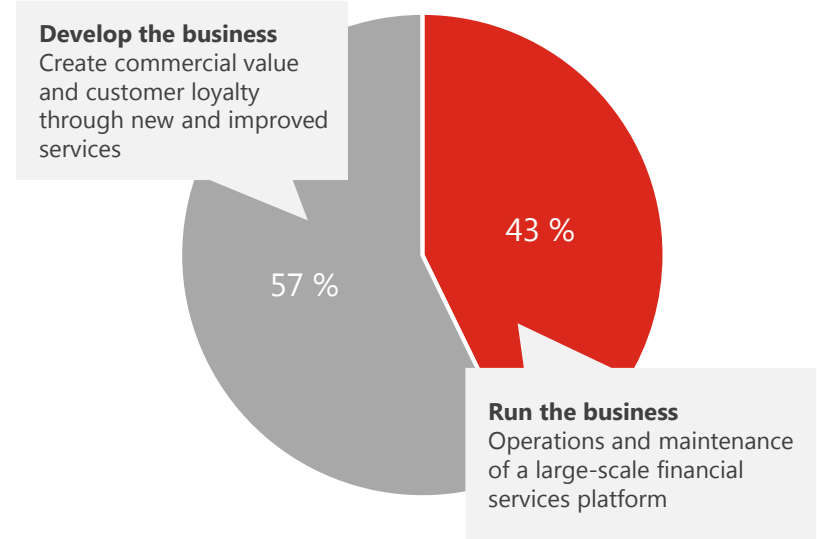 Develop the business
Create commercial value
and customer loyalty
through new and improved
services
43 %
57 %
Run the business
Operations and maintenance
of a large-scale financial
services platform